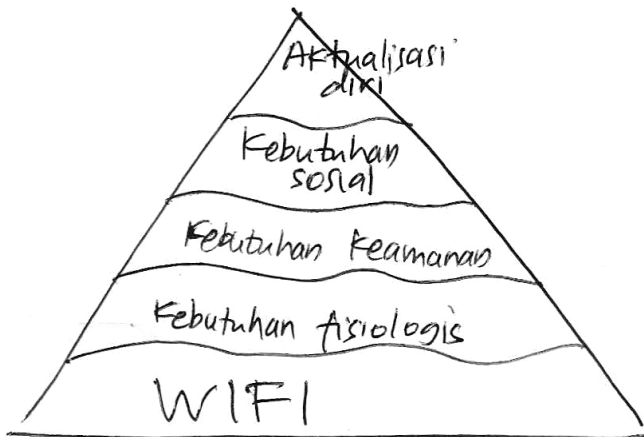 Aktualisasi
diri
Kebutuhan
sosial
Kebutuhan Keamanan
Kebutuhan fisiologis
WIFI